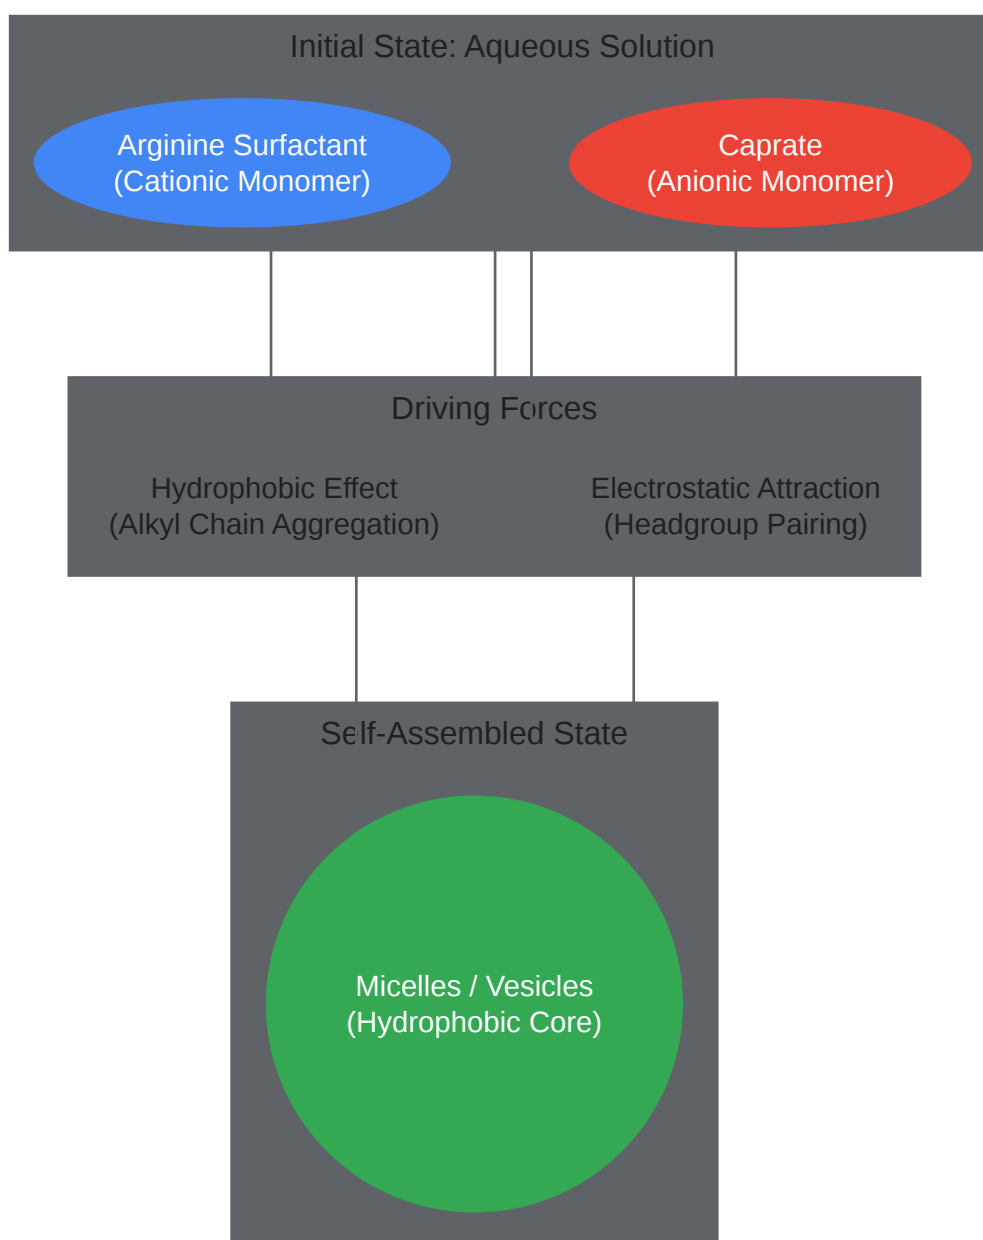 Initial State: Aqueous Solution
Arginine Surfactant
(Cationic Monomer)
Caprate
(Anionic Monomer)
Driving Forces
Hydrophobic Effect
(Alkyl Chain Aggregation)
Electrostatic Attraction
(Headgroup Pairing)
Self-Assembled State
Micelles / Vesicles
(Hydrophobic Core)